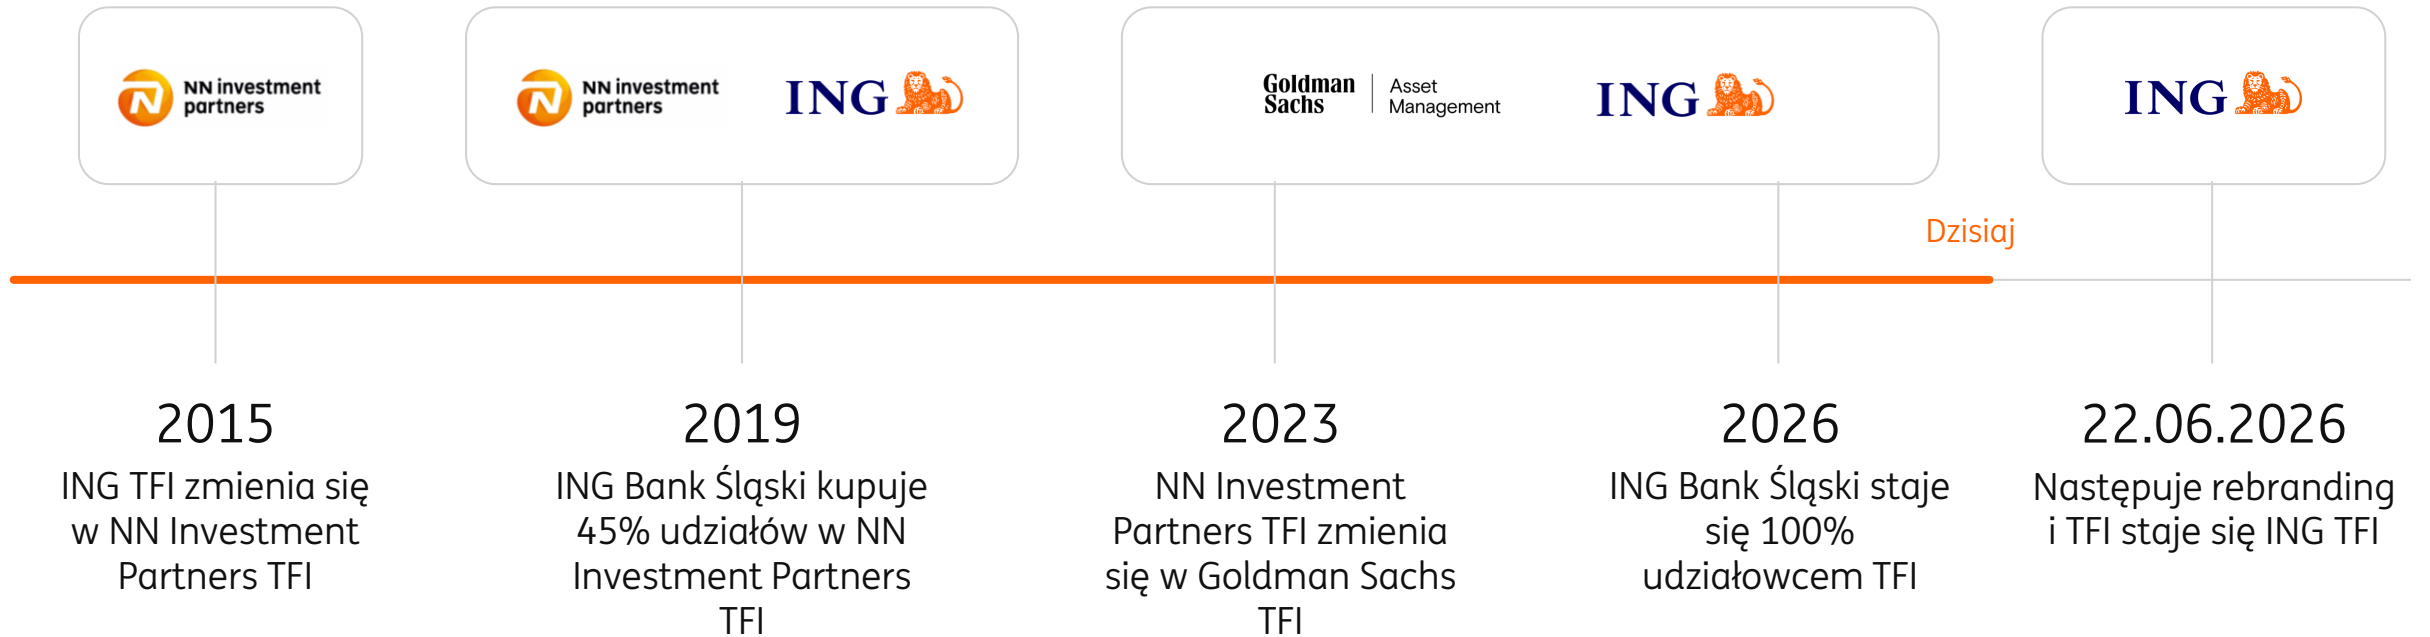 NN investment
partners
NN investment
partners
ING
Goldman
Sachs
Asset
Management
ING
ING
Dzisiaj
2015
ING TFI zmienia się
w NN Investment
Partners TFI
2019
ING Bank Śląski kupuje
45% udziałów w NN
Investment Partners
TFI
2023
NN Investment
Partners TFI zmienia
się w Goldman Sachs
TFI
2026
ING Bank Śląski staje
się 100%
udziałowcem TFI
22.06.2026
Następuje rebranding
i TFI staje się ING TFI